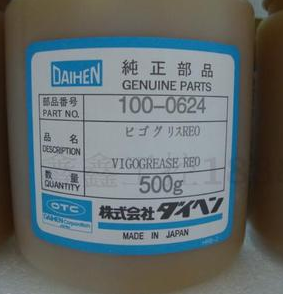 DAIHEN 純正部品
GENUINE PARTS
部品番号 100-0624
PART NO.
品名 ビゴグリスREO
DESCRIPTION VIGOGREASE REO
数量 500g
QUANTITY
OTC 株式会社ダイヘン
DAIHEN Corporation
MADE IN JAPAN